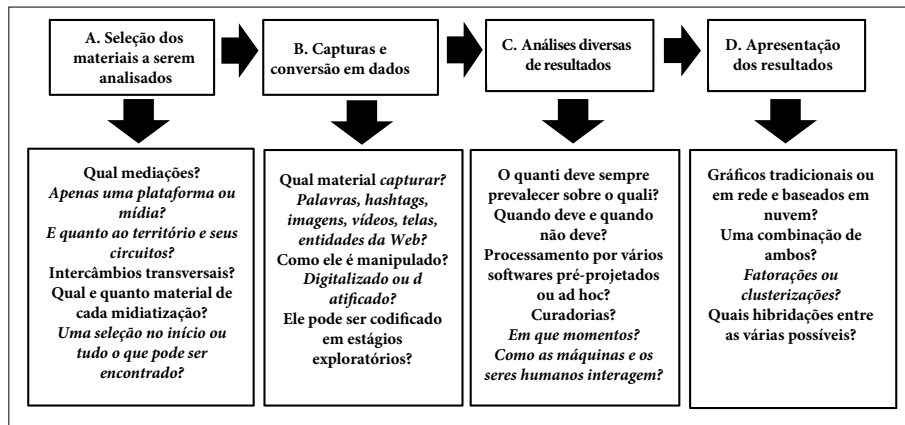 A. Seleção dos
materiais a serem
analisados
B. Capturas e
conversão em dados
C. Análises diversas
de resultados
D. Apresentação
dos resultados
Qual mediações?
Apenas uma plataforma ou
mídia?
E quanto ao território e seus
circuitos?
Intercâmbios transversais?
Qual e quanto material de
cada midiatização?
Uma seleção no início ou
tudo o que pode ser
encontrado?
Qual material capturar?
Palavras, hashtags,
imagens, vídeos, telas,
entidades da Web?
Como ele é manipulado?
Digitalizado ou d
atificado?
Ele pode ser codificado
em estágios
exploratórios?
O quanti deve sempre
prevalecer sobre o quali?
Quando deve e quando
não deve?
Processamento por vários
softwares pré-projetados
ou ad hoc?
Curadorias?
Em que momentos?
Como as máquinas e os
seres humanos interagem?
Gráficos tradicionais ou
em rede e baseados em
nuvem?
Uma combinação de
ambos?
Fatorações ou
clusterizações?
Quais hibridações entre
as várias possíveis?